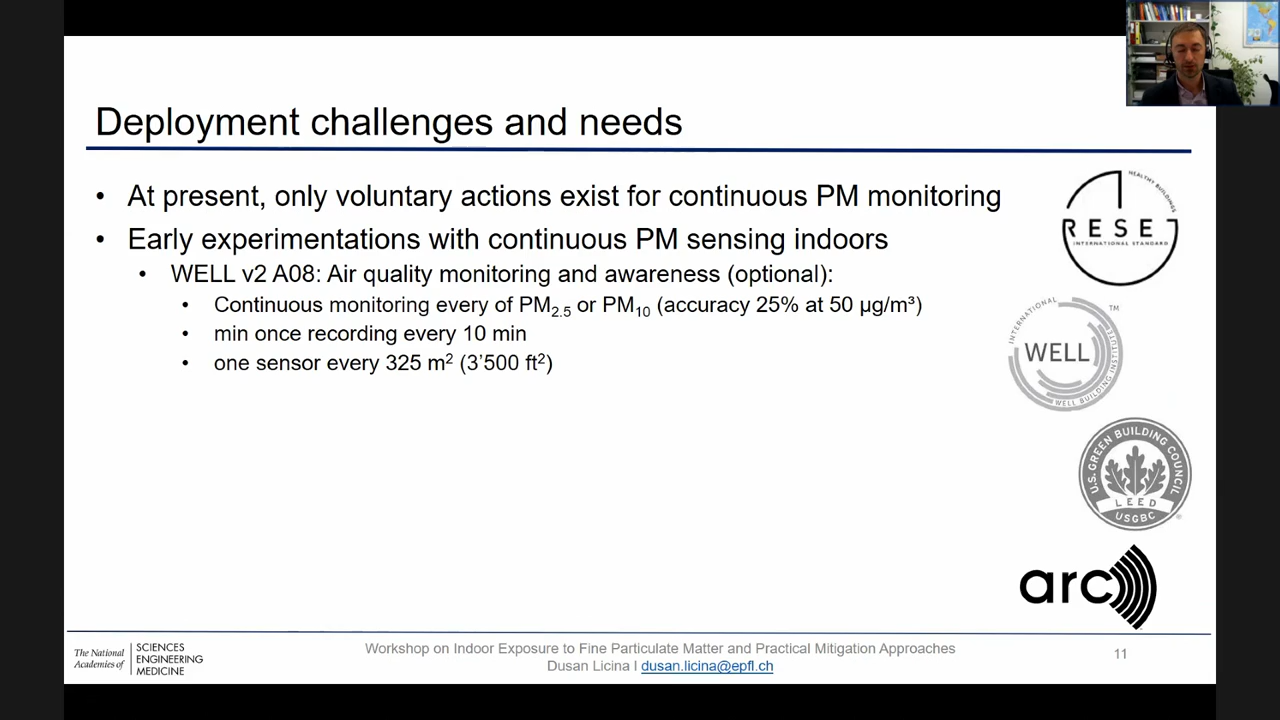 Deployment challenges and needs
• At present, only voluntary actions exist for continuous PM monitoring
• Early experimentations with continuous PM sensing indoors
• WELL v2 A08: Air quality monitoring and awareness (optional):
• Continuous monitoring every of PM2.5 or PM10 (accuracy 25% at 50 µg/m³)
• min once recording every 10 min
• one sensor every 325 m² (3’500 ft²)
HEALTHY BUILDINGS
RESET
INTERNATIONAL STANDARD
INTERNATIONAL
WELL
WELL BUILDING INSTITUTE
TM
U.S. GREEN BUILDING COUNCIL
LEED
USGBC
®
arc
The National Academies of
SCIENCES
ENGINEERING
MEDICINE
Workshop on Indoor Exposure to Fine Particulate Matter and Practical Mitigation Approaches
Dusan Licina I dusan.licina@epfl.ch
11